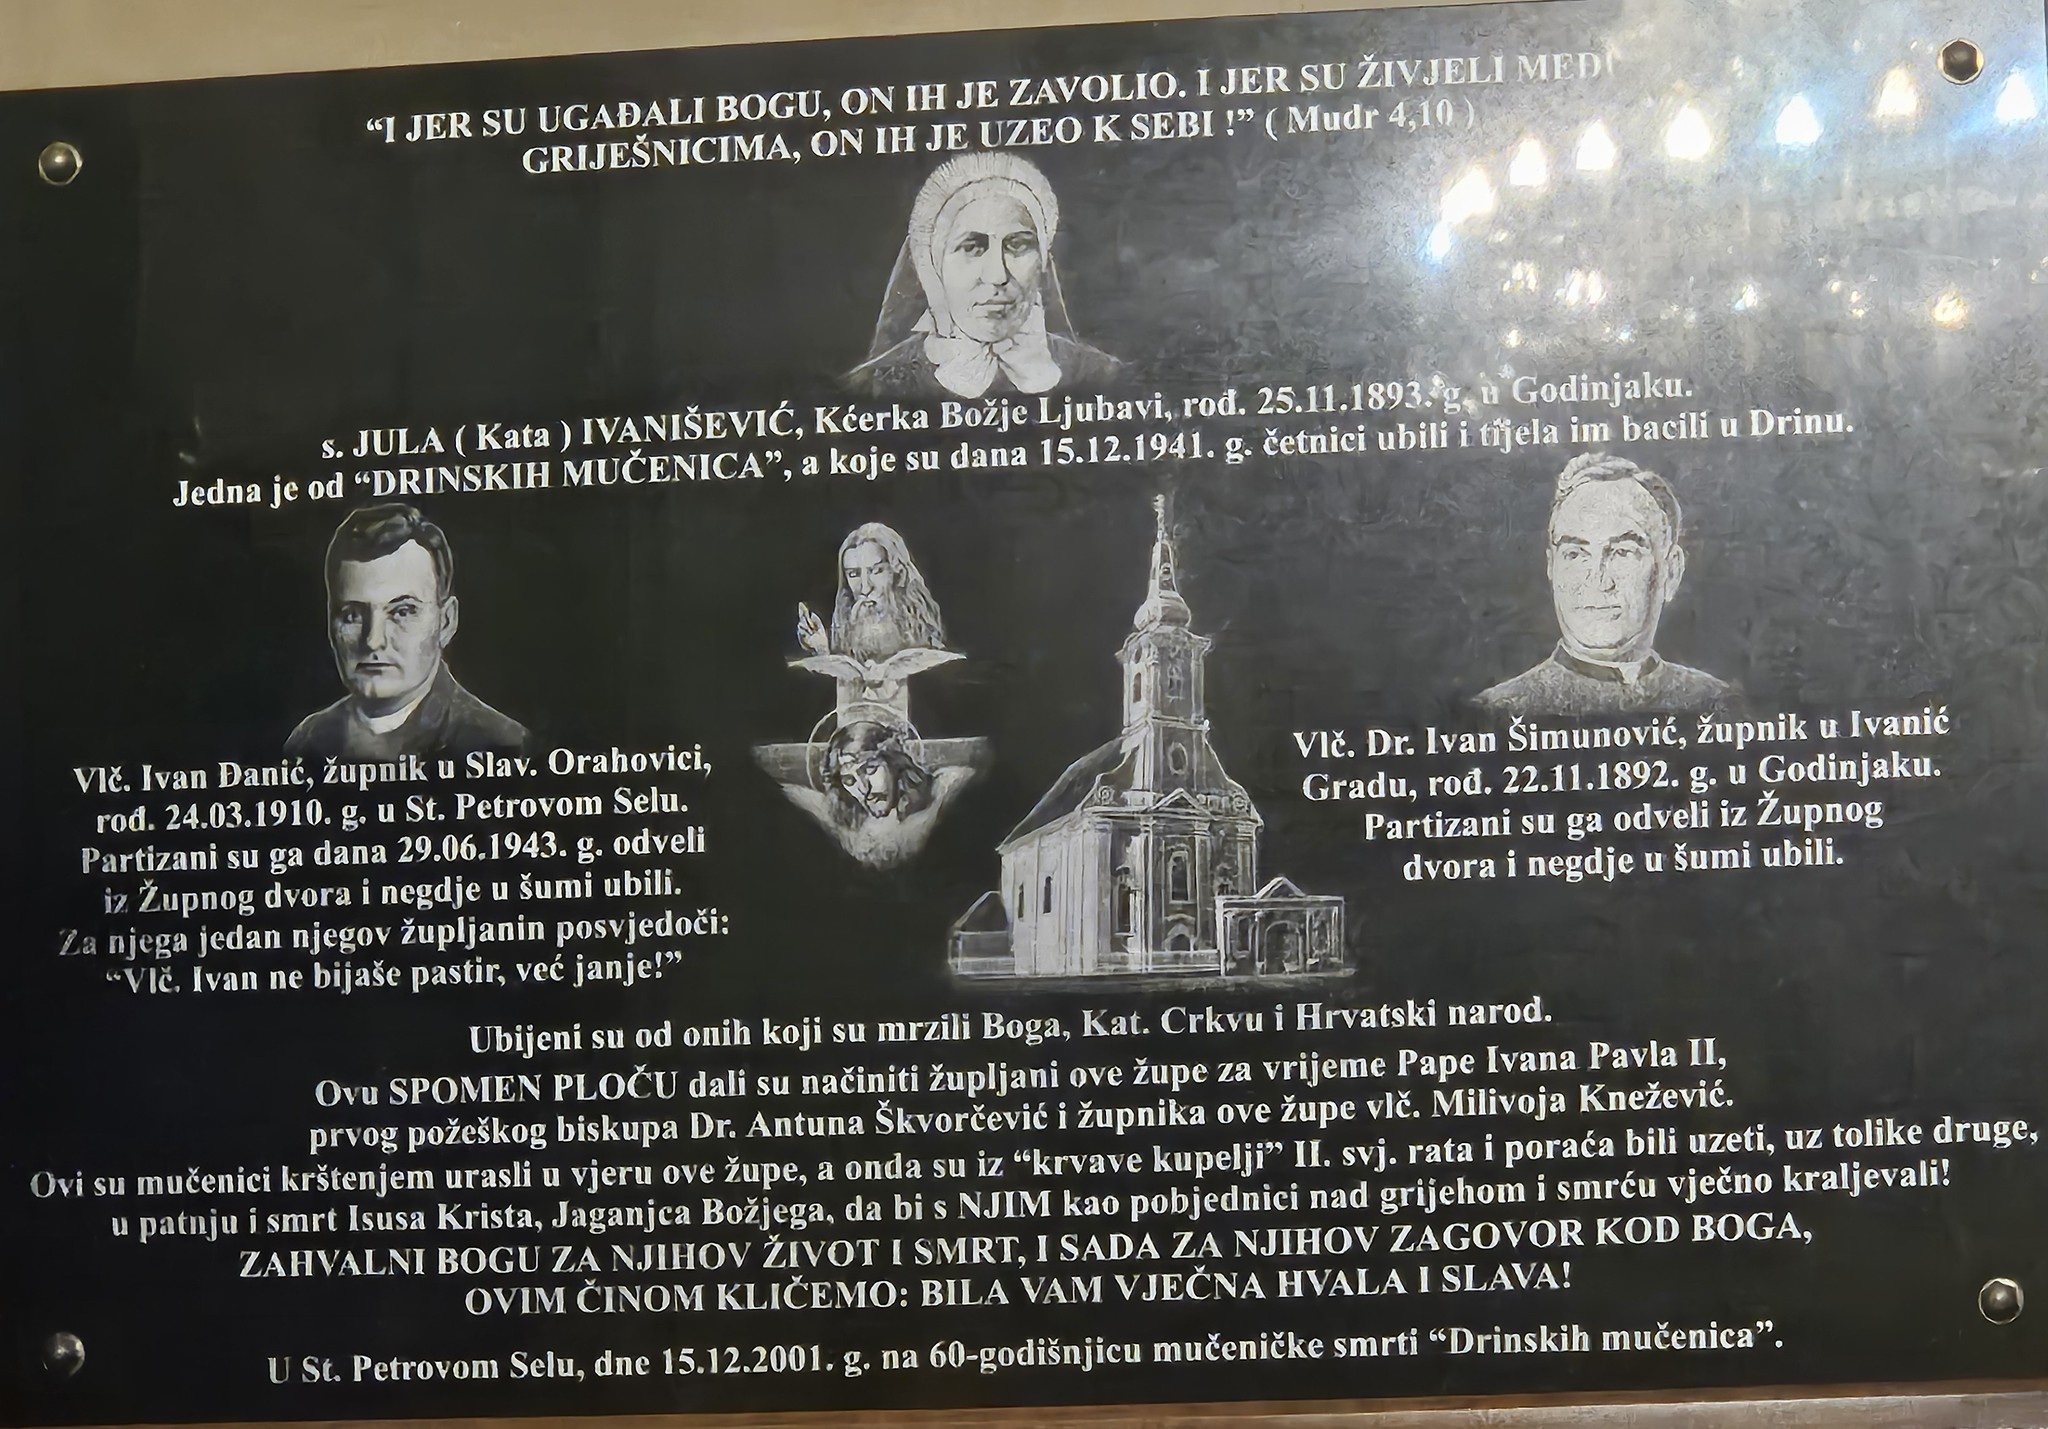 “I JER SU UGAĐALI BOGU, ON IH JE ZAVOLIO. I JER SU ŽIVJELI MEĐU
GRIJEŠNICIMA, ON IH JE UZEO K SEBI !” ( Mudr 4,10 )
s. JULA ( Kata ) IVANIŠEVIĆ, Kćerka Božje Ljubavi, rođ. 25.11.1893. g. u Godinjaku.
Jedna je od “DRINSKIH MUČENICA”, a koje su dana 15.12.1941. g. četnici ubili i tijela im bacili u Drinu.
Vlč. Ivan Đanić, župnik u Slav. Orahovici,
rođ. 24.03.1910. g. u St. Petrovom Selu.
Partizani su ga dana 29.06.1943. g. odveli
iz Župnog dvora i negdje u šumi ubili.
Za njega jedan njegov župljanin posvjedoči:
“Vlč. Ivan ne bijaše pastir, već janje!”
Vlč. Dr. Ivan Šimunović, župnik u Ivanić
Gradu, rođ. 22.11.1892. g. u Godinjaku.
Partizani su ga odveli iz Župnog
dvora i negdje u šumi ubili.
Ubijeni su od onih koji su mrzili Boga, Kat. Crkvu i Hrvatski narod.
Ovu SPOMEN PLOČU dali su načiniti župljani ove župe za vrijeme Pape Ivana Pavla II,
prvog požeškog biskupa Dr. Antuna Škvorčević i župnika ove župe vlč. Milivoja Knežević.
Ovi su mučenici krštenjem urasli u vjeru ove župe, a onda su iz “krvave kupelji” II. svj. rata i poraća bili uzeti, uz tolike druge,
u patnju i smrt Isusa Krista, Jaganjca Božjega, da bi s NJIM kao pobjednici nad grijehom i smrću vječno kraljevali!
ZAHVALNI BOGU ZA NJIHOV ŽIVOT I SMRT, I SADA ZA NJIHOV ZAGOVOR KOD BOGA,
OVIM ČINOM KLIČEMO: BILA VAM VJEČNA HVALA I SLAVA!
U St. Petrovom Selu, dne 15.12.2001. g. na 60-godišnjicu mučeničke smrti “Drinskih mučenica”.